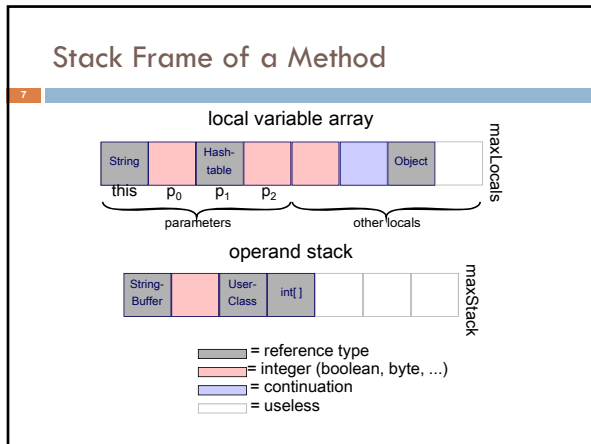 Stack Frame of a Method
7
local variable array
String
Hash-
table
Object
maxLocals
this p0 p1 p2
parameters other locals
operand stack
String-
Buffer
User-
Class
int[ ]
maxStack
= reference type
= integer (boolean, byte, ...)
= continuation
= useless